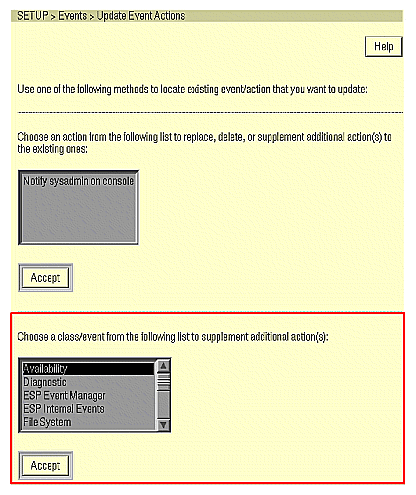 SETUP > Events > Update Event Actions
Help
Use one of the following methods to locate existing event/action that you want to update:
Choose an action from the following list to replace, delete, or supplement additional action(s) to
the existing ones:
Notify sysadmin on console
Accept
Choose a class/event from the following list to supplement additional action(s):
Availability
Diagnostic
ESP Event Manager
ESP Internal Events
File System
Accept